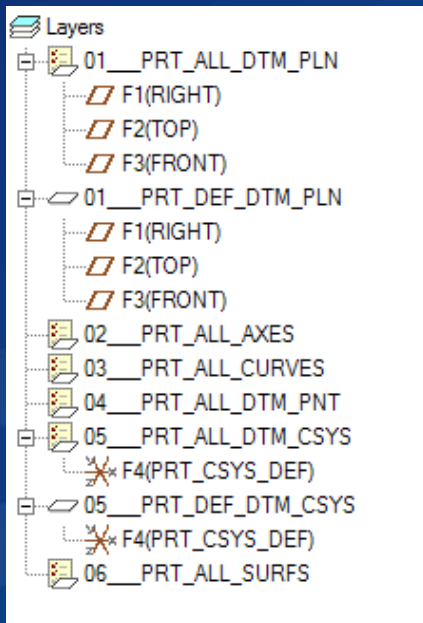 Layers
01___PRT_ALL_DTM_PLN
F1(RIGHT)
F2(TOP)
F3(FRONT)
01___PRT_DEF_DTM_PLN
F1(RIGHT)
F2(TOP)
F3(FRONT)
02___PRT_ALL_AXES
03___PRT_ALL_CURVES
04___PRT_ALL_DTM_PNT
05___PRT_ALL_DTM_CSYS
F4(PRT_CSYS_DEF)
05___PRT_DEF_DTM_CSYS
F4(PRT_CSYS_DEF)
06___PRT_ALL_SURFS